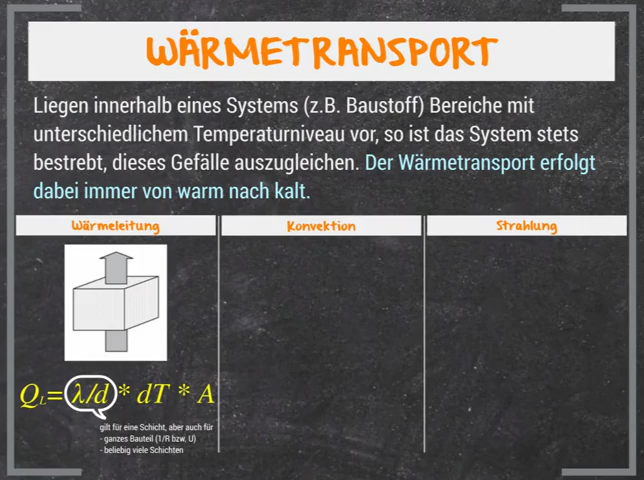 WÄRMETRANSPORT
Liegen innerhalb eines Systems (z.B. Baustoff) Bereiche mit
unterschiedlichem Temperaturniveau vor, so ist das System stets
bestrebt, dieses Gefälle auszugleichen. Der Wärmetransport erfolgt
dabei immer von warm nach kalt.
Wärmeleitung
Konvektion
Strahlung
Q_L=λ/d * dT * A
gilt für eine Schicht, aber auch für
- ganzes Bauteil (1/R bzw. U)
- beliebig viele Schichten